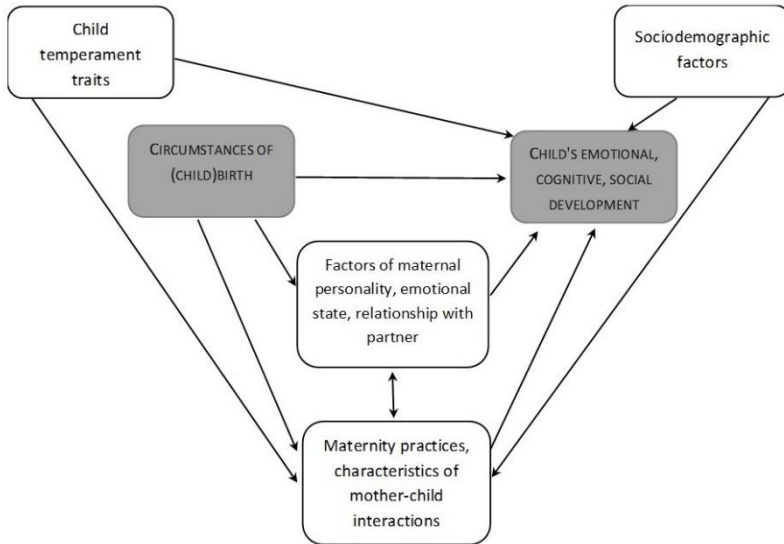 Child
temperament
traits
Sociodemographic
factors
CIRCUMSTANCES OF
(CHILD)BIRTH
CHILD'S EMOTIONAL,
COGNITIVE, SOCIAL
DEVELOPMENT
Factors of maternal
personality, emotional
state, relationship with
partner
Maternity practices,
characteristics of
mother-child
interactions